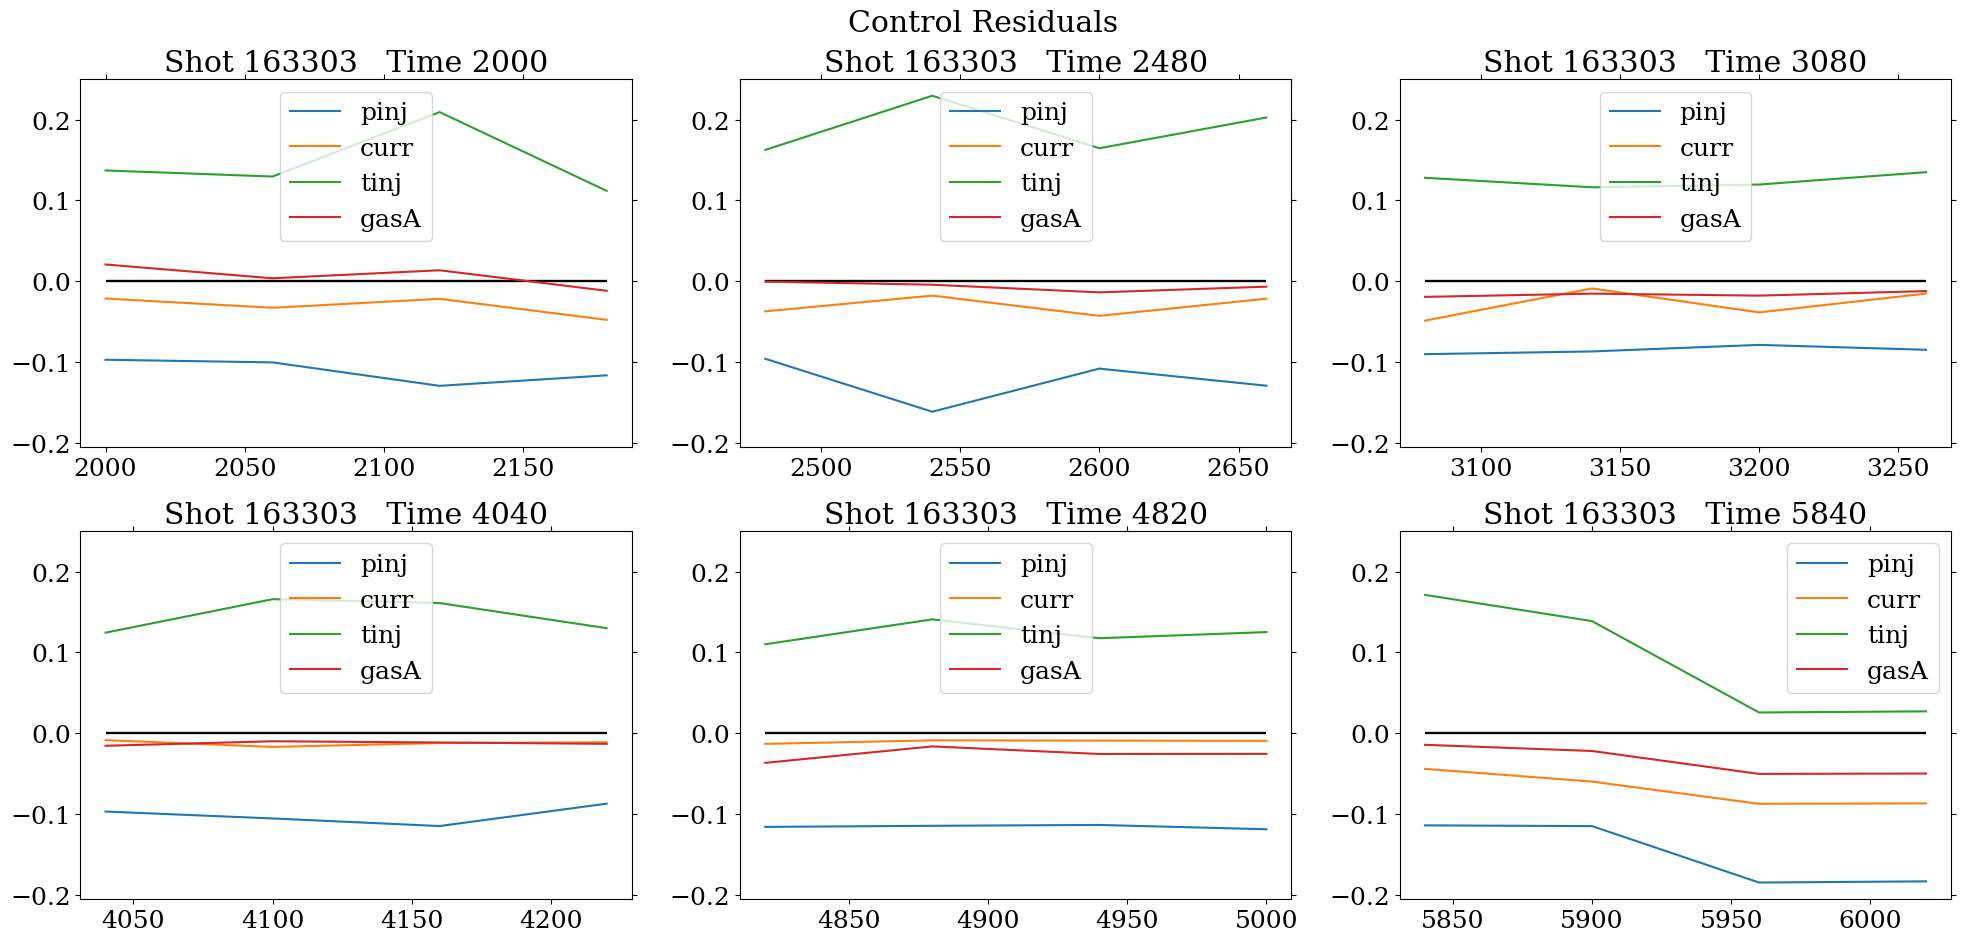 Control Residuals
Shot 163303   Time 2000
Shot 163303   Time 2480
Shot 163303   Time 3080
0.2
0.1
0.0
−0.1
−0.2
pinj
curr
tinj
gasA
2000
2050
2100
2150
0.2
0.1
0.0
−0.1
−0.2
pinj
curr
tinj
gasA
2500
2550
2600
2650
0.2
0.1
0.0
−0.1
−0.2
pinj
curr
tinj
gasA
3100
3150
3200
3250
Shot 163303   Time 4040
Shot 163303   Time 4820
Shot 163303   Time 5840
0.2
0.1
0.0
−0.1
−0.2
pinj
curr
tinj
gasA
4050
4100
4150
4200
0.2
0.1
0.0
−0.1
−0.2
pinj
curr
tinj
gasA
4850
4900
4950
5000
0.2
0.1
0.0
−0.1
−0.2
pinj
curr
tinj
gasA
5850
5900
5950
6000